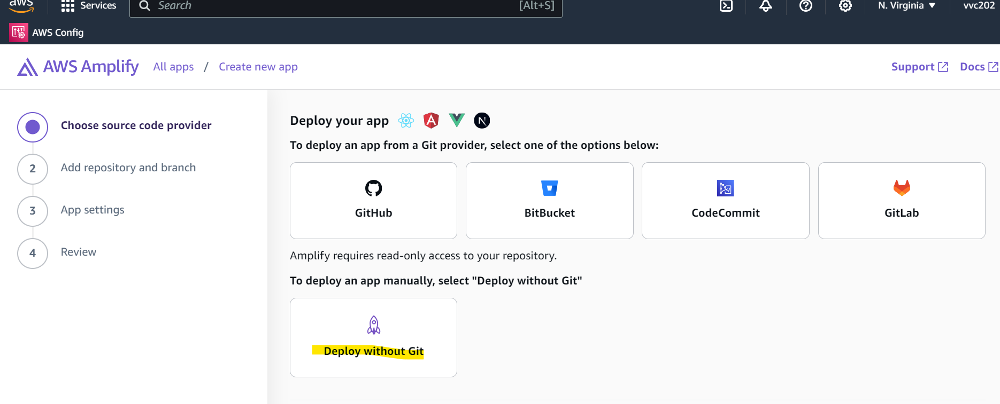 aws
Services
Search
[Alt+S]
N. Virginia
vvc202
AWS Config
AWS Amplify
All apps / Create new app
Support
Docs
Choose source code provider
2
Add repository and branch
3
App settings
4
Review
Deploy your app
To deploy an app from a Git provider, select one of the options below:
GitHub
BitBucket
CodeCommit
GitLab
Amplify requires read-only access to your repository.
To deploy an app manually, select "Deploy without Git"
Deploy without Git